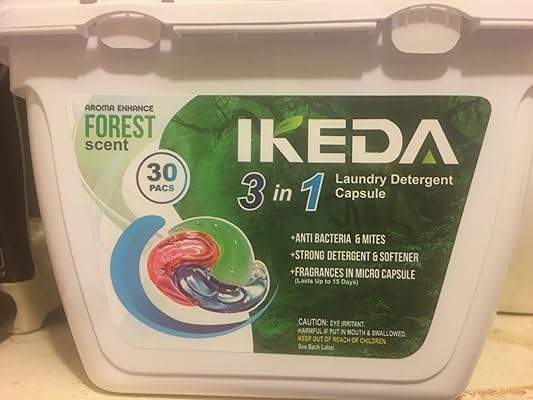 AROMA ENHANCE
FOREST
scent
30
PACS
IKEDA
3 in 1
Laundry Detergent
Capsule
+ANTI BACTERIA & MITES
+STRONG DETERGENT & SOFTENER
+FRAGRANCES IN MICRO CAPSULE
(Lasts Up to 15 Days)
CAUTION: EYE IRRITANT.
HARMFUL IF PUT IN MOUTH & SWALLOWED.
KEEP OUT OF REACH OF CHILDREN.
See Back Label.